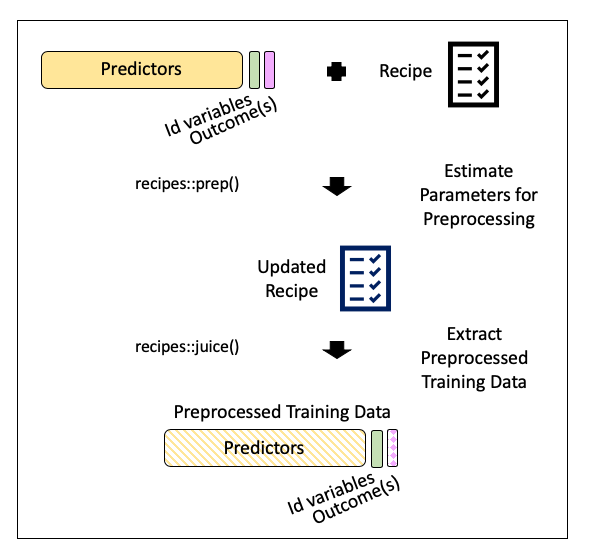 Predictors
Recipe
Id variables
Outcome(s)
recipes::prep()
Estimate
Parameters for
Preprocessing
Updated
Recipe
recipes::juice()
Extract
Preprocessed
Training Data
Preprocessed Training Data
Predictors
Id variables
Outcome(s)